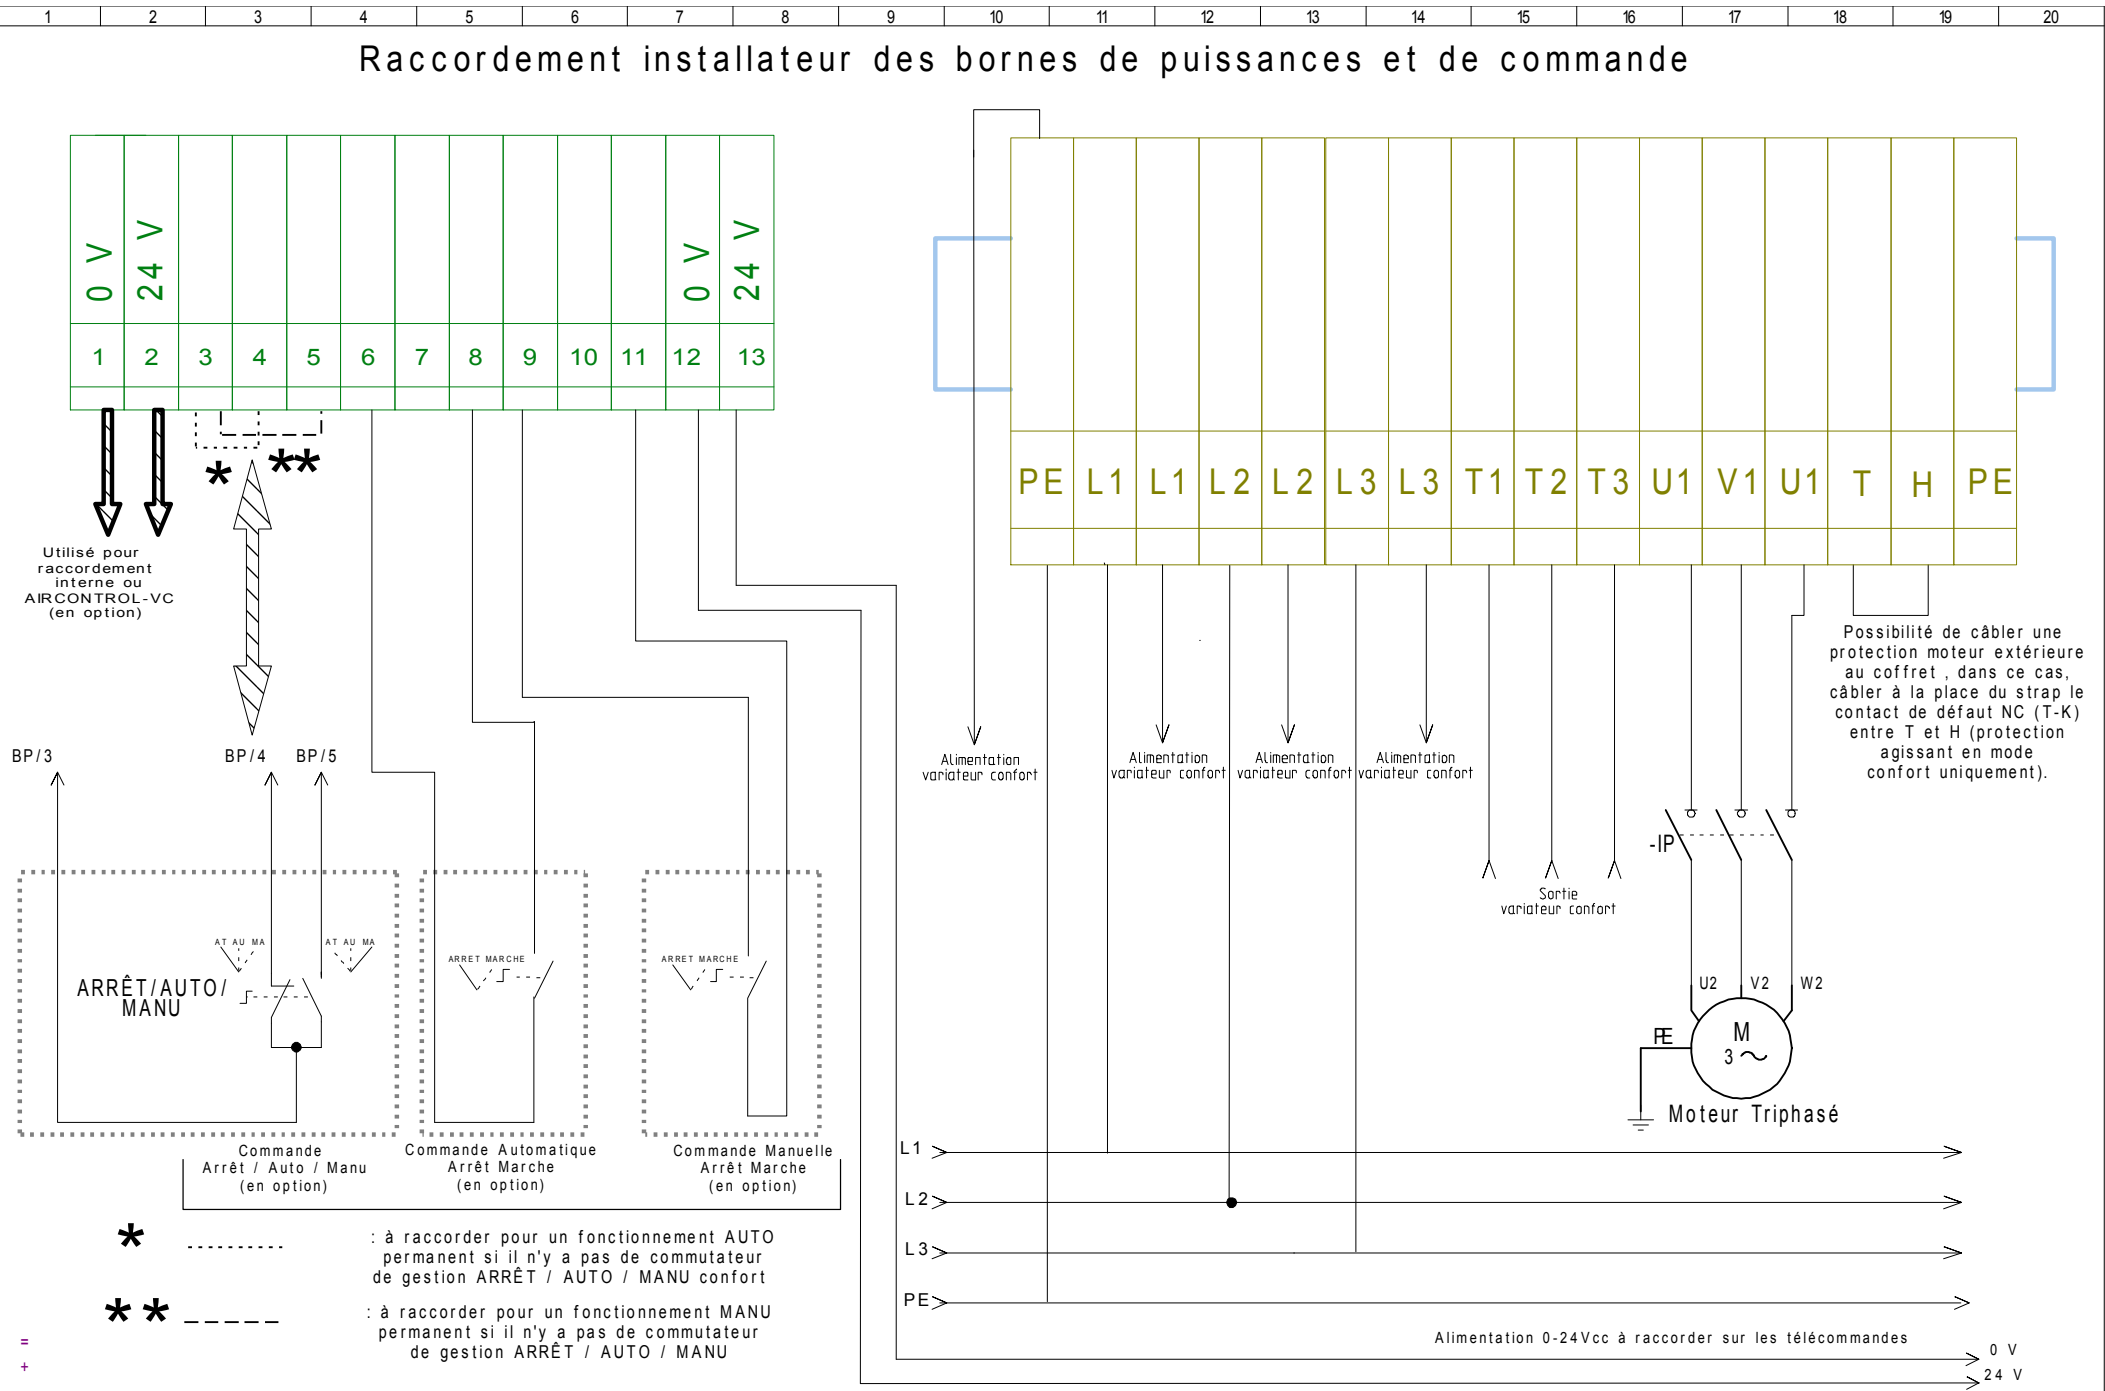 1 2 3 4 5 6 7 8 9 10 11 12 13 14 15 16 17 18 19 20
Raccordement installateur des bornes de puissances et de commande
0 V
24 V
0 V
24 V
1 2 3 4 5 6 7 8 9 10 11 12 13
PE L1 L1 L2 L2 L3 L3 T1 T2 T3 U1 V1 U1 T H PE
* **
Utilisé pour
raccordement
interne ou
AIRCONTROL-VC
(en option)
BP/3 BP/4 BP/5
Alimentation
variateur confort
Alimentation
variateur confort
Alimentation
variateur confort
Alimentation
variateur confort
Possibilité de câbler une
protection moteur extérieure
au coffret , dans ce cas,
câbler à la place du strap le
contact de défaut NC (T-K)
entre T et H (protection
agissant en mode
confort uniquement).
-IP
Sortie
variateur confort
AT AU MA
AT AU MA
ARRÊT/AUTO/
MANU
ARRET MARCHE
ARRET MARCHE
U2 V2 W2
PE
M
3 ~
Moteur Triphasé
Commande
Arrêt / Auto / Manu
(en option)
Commande Automatique
Arrêt Marche
(en option)
Commande Manuelle
Arrêt Marche
(en option)
L1
L2
L3
PE
* : à raccorder pour un fonctionnement AUTO
permanent si il n'y a pas de commutateur
de gestion ARRÊT / AUTO / MANU confort
** : à raccorder pour un fonctionnement MANU
permanent si il n'y a pas de commutateur
de gestion ARRÊT / AUTO / MANU
=
+
Alimentation 0-24Vcc à raccorder sur les télécommandes
0 V
24 V